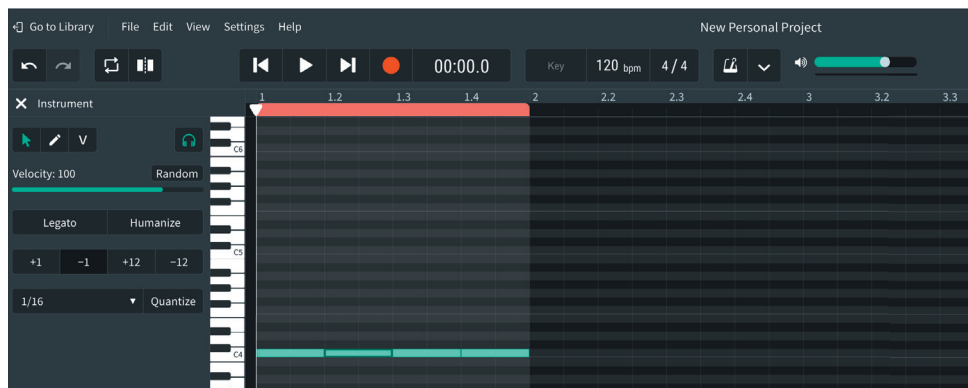 Go to Library File Edit View Settings Help New Personal Project
00:00.0 Key 120 bpm 4 / 4
Instrument 1 1.2 1.3 1.4 2 2.2 2.3 2.4 3 3.2 3.3
V
C6
Velocity: 100 Random
Legato Humanize
C5
+1 −1 +12 −12
1/16 Quantize
C4